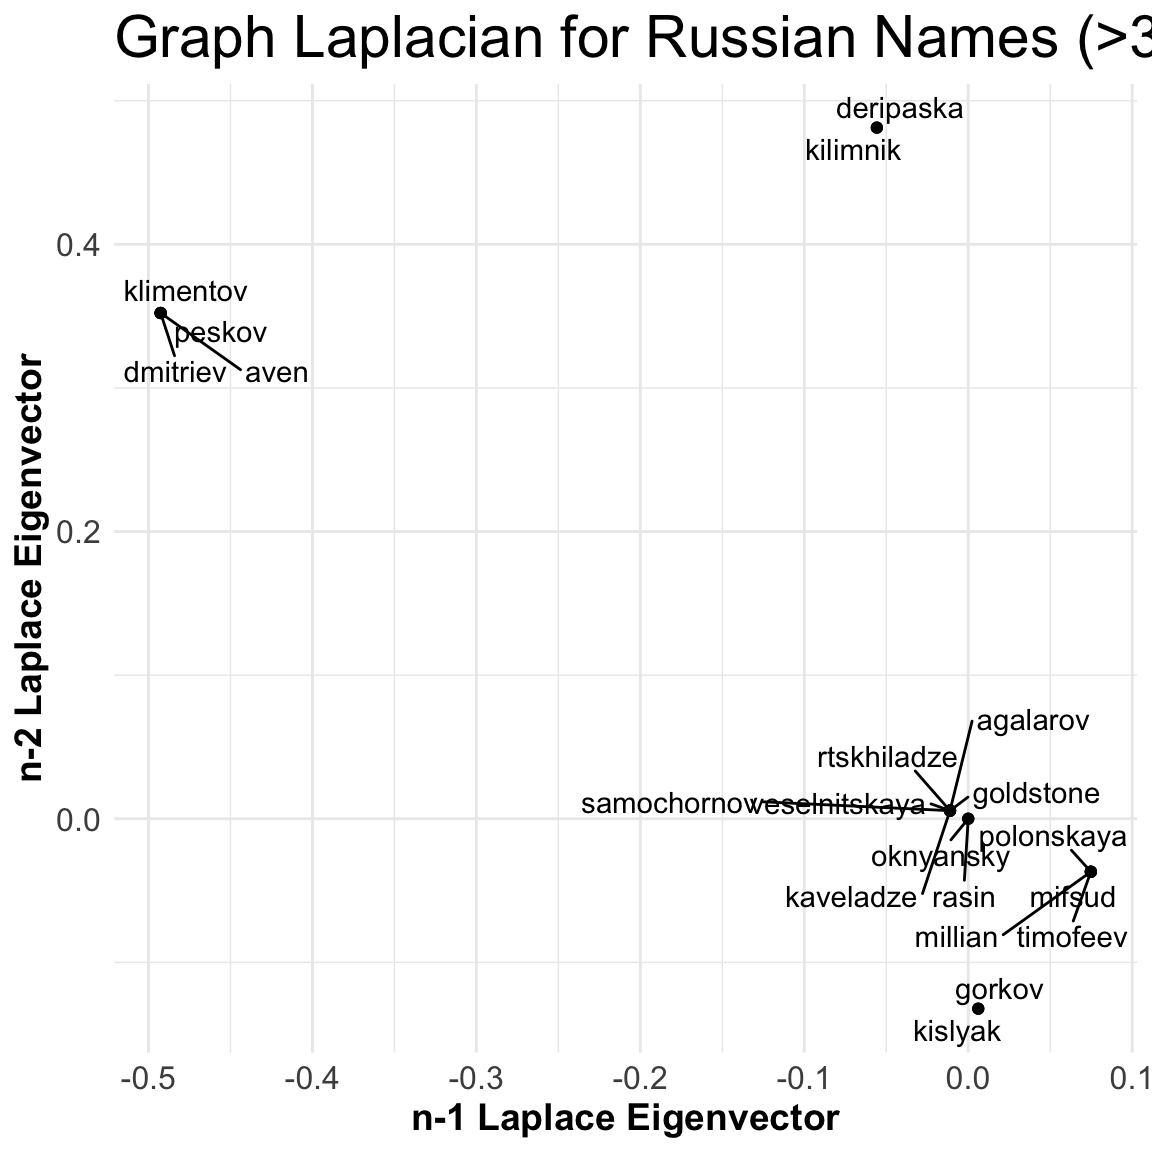 Graph Laplacian for Russian Names (>3
deripaska
kilimnik
0.4
klimentov
peskov
dmitriev aven
n-2 Laplace Eigenvector
0.2
agalarov
rtskhiladze
goldstone
samochornov veselnitskaya
0.0
polonskaya
oknyansky
kaveladze rasin mifsud
millian timofeev
gorkov
kislyak
-0.5 -0.4 -0.3 -0.2 -0.1 0.0 0.1
n-1 Laplace Eigenvector